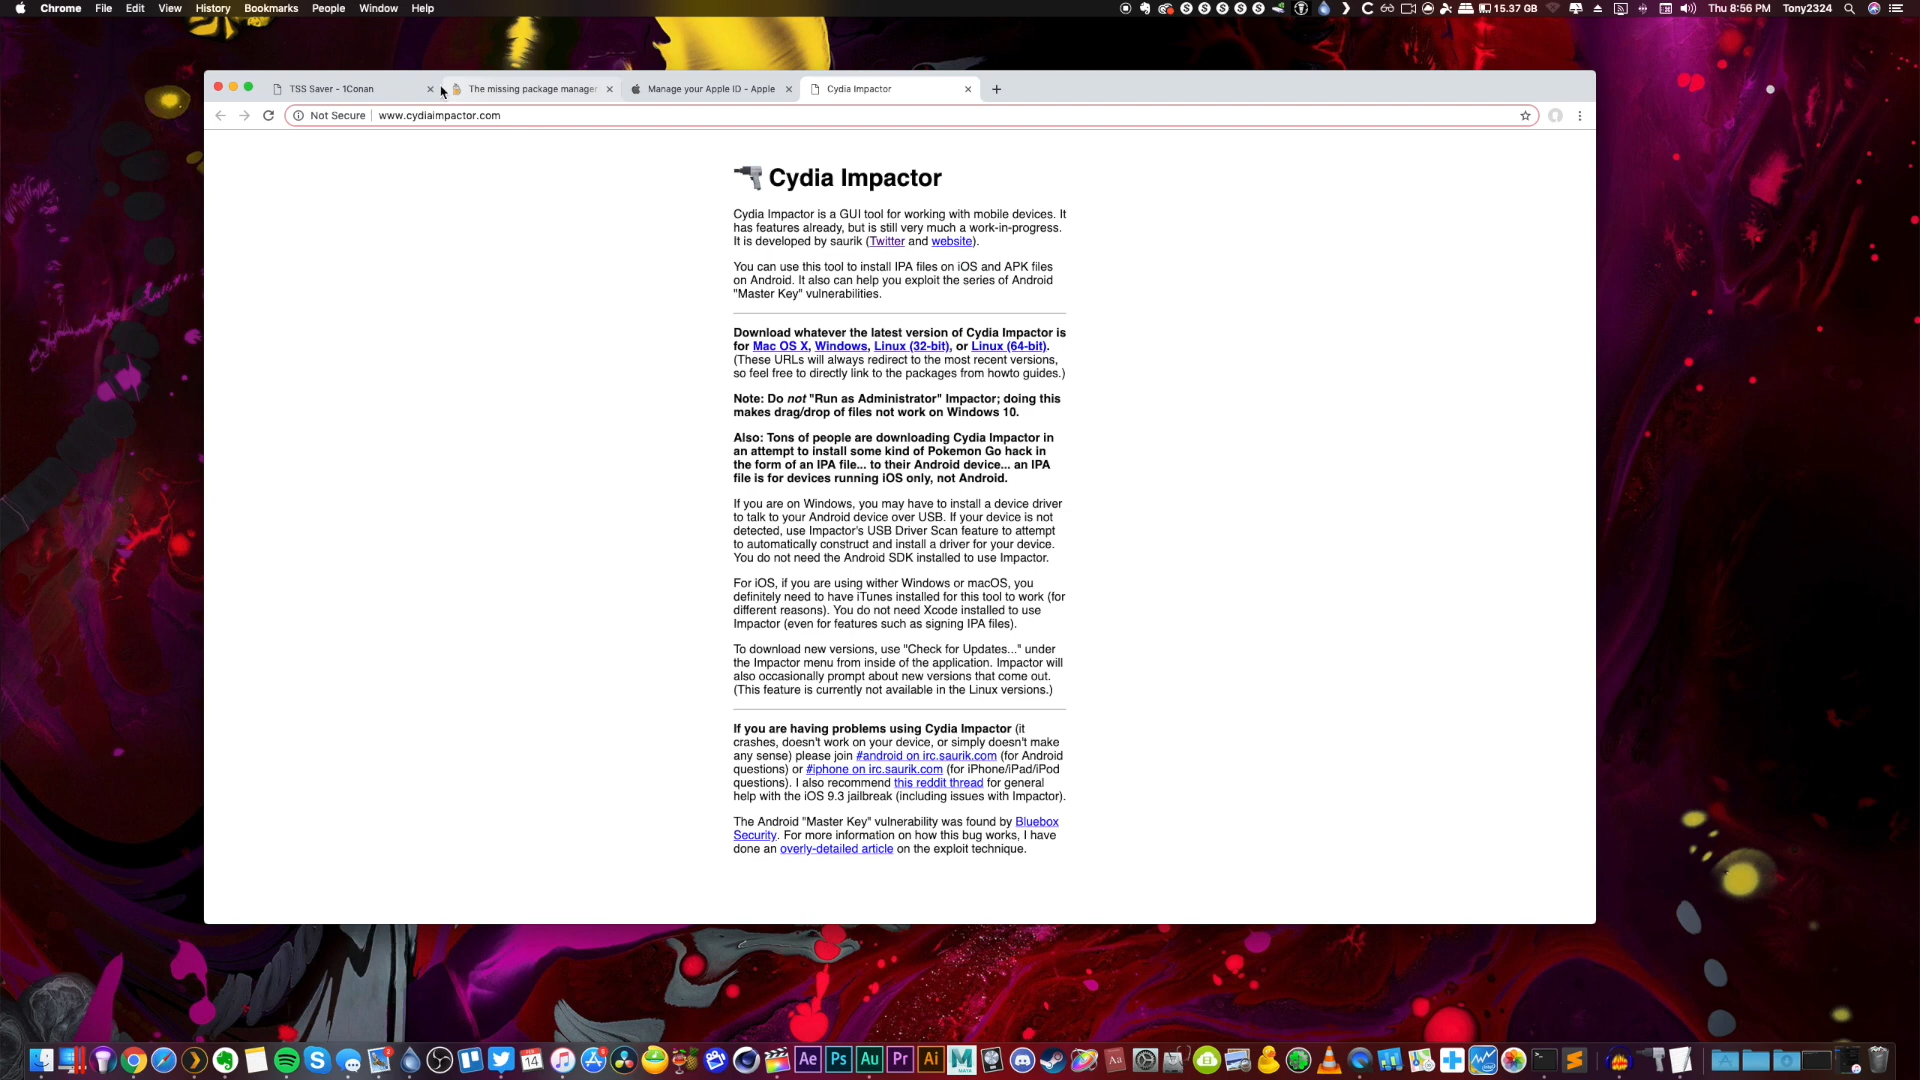 Chrome File Edit View History Bookmarks People Window Help
15.37 GB Thu 8:56 PM Tony2324
TSS Saver - 1Conan
The missing package manager
Manage your Apple ID - Apple
Cydia Impactor
Not Secure www.cydiaimpactor.com
Cydia Impactor
Cydia Impactor is a GUI tool for working with mobile devices. It
has features already, but is still very much a work-in-progress.
It is developed by saurik (Twitter and website).
You can use this tool to install IPA files on iOS and APK files
on Android. It also can help you exploit the series of Android
"Master Key" vulnerabilities.
Download whatever the latest version of Cydia Impactor is
for Mac OS X, Windows, Linux (32-bit), or Linux (64-bit).
(These URLs will always redirect to the most recent versions,
so feel free to directly link to the packages from howto guides.)
Note: Do not "Run as Administrator" Impactor; doing this
makes drag/drop of files not work on Windows 10.
Also: Tons of people are downloading Cydia Impactor in
an attempt to install some kind of Pokemon Go hack in
the form of an IPA file... to their Android device... an IPA
file is for devices running iOS only, not Android.
If you are on Windows, you may have to install a device driver
to talk to your Android device over USB. If your device is not
detected, use Impactor's USB Driver Scan feature to attempt
to automatically construct and install a driver for your device.
You do not need the Android SDK installed to use Impactor.
For iOS, if you are using wither Windows or macOS, you
definitely need to have iTunes installed for this tool to work (for
different reasons). You do not need Xcode installed to use
Impactor (even for features such as signing IPA files).
To download new versions, use "Check for Updates..." under
the Impactor menu from inside of the application. Impactor will
also occasionally prompt about new versions that come out.
(This feature is currently not available in the Linux versions.)
If you are having problems using Cydia Impactor (it
crashes, doesn't work on your device, or simply doesn't make
any sense) please join #android on irc.saurik.com (for Android
questions) or #iphone on irc.saurik.com (for iPhone/iPad/iPod
questions). I also recommend this reddit thread for general
help with the iOS 9.3 jailbreak (including issues with Impactor).
The Android "Master Key" vulnerability was found by Bluebox
Security. For more information on how this bug works, I have
done an overly-detailed article on the exploit technique.
14 Ae Ps Au Pr Ai M Aa